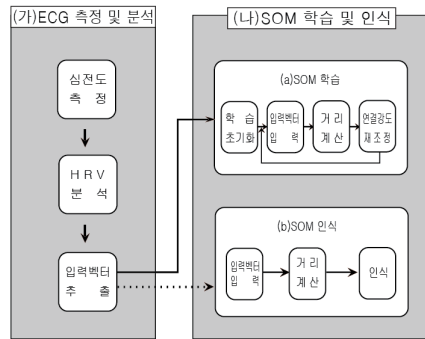 (가)ECG 측정 및 분석
심전도
측 정
H R V
분 석
입력벡터
추 출
(나)SOM 학습 및 인식
(a)SOM 학습
학 습
초기화
입력벡터
입 력
거 리
계 산
연결강도
재조정
(b)SOM 인식
입력벡터
입 력
거 리
계 산
인식